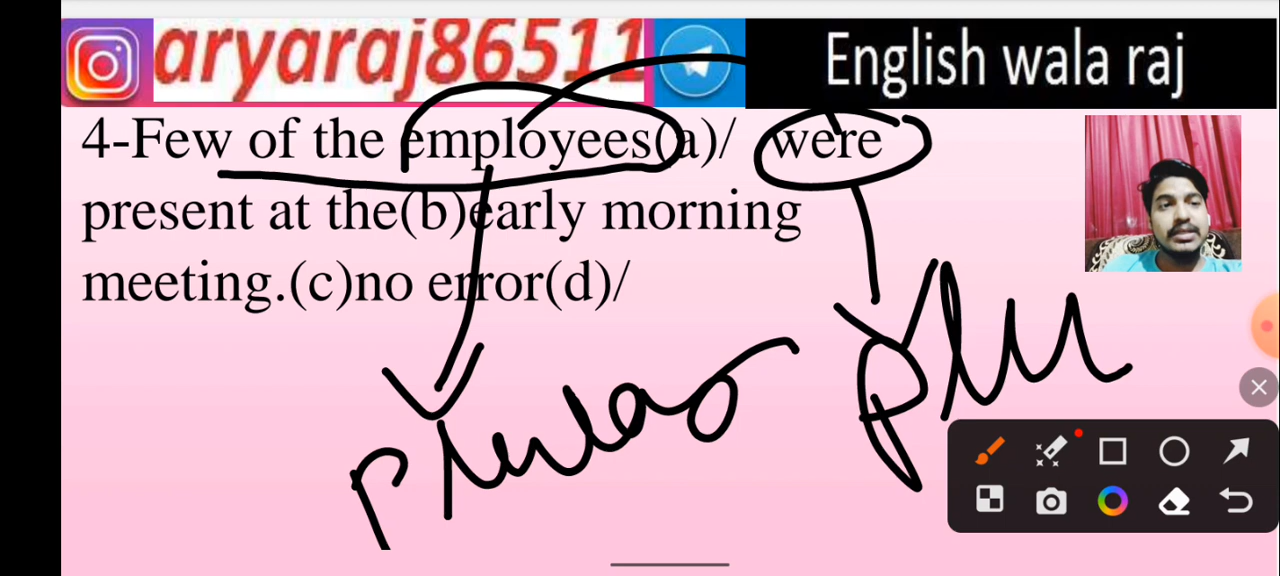 aryaraj86511
English wala raj
4-Few of the employees(a)/ were
present at the(b)early morning
meeting.(c)no error(d)/
plural
plu